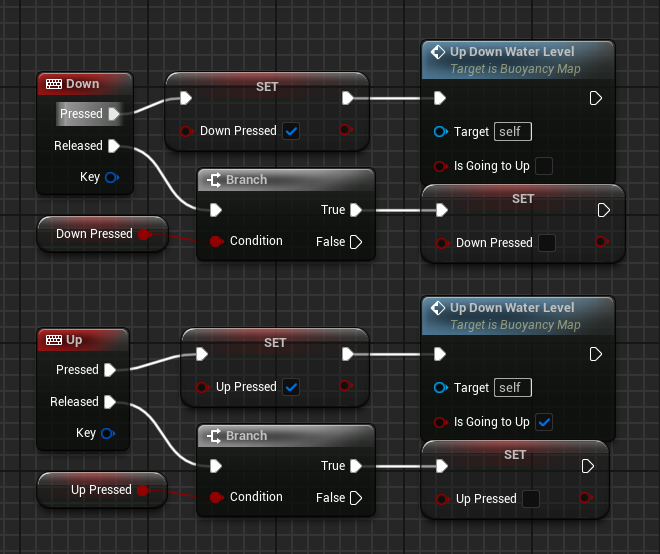 Up Down Water Level
Target is Buoyancy Map
Down
SET
Pressed
Down Pressed
Target self
Released
Is Going to Up
Key
Branch
SET
True
Down Pressed
Condition
False
Down Pressed
Up Down Water Level
Target is Buoyancy Map
Up
SET
Pressed
Up Pressed
Target self
Released
Is Going to Up
Key
Branch
SET
True
Up Pressed
Condition
False
Up Pressed